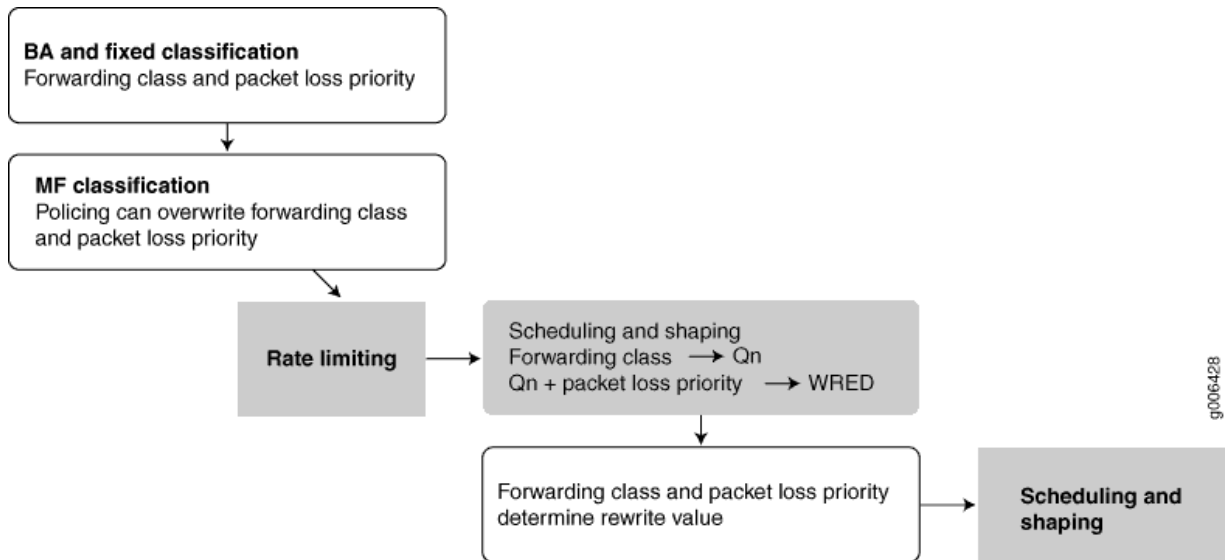 BA and fixed classification
Forwarding class and packet loss priority
MF classification
Policing can overwrite forwarding class
and packet loss priority
Rate limiting
Scheduling and shaping
Forwarding class → Qn
Qn + packet loss priority → WRED
Forwarding class and packet loss priority
determine rewrite value
Scheduling and
shaping
g006428